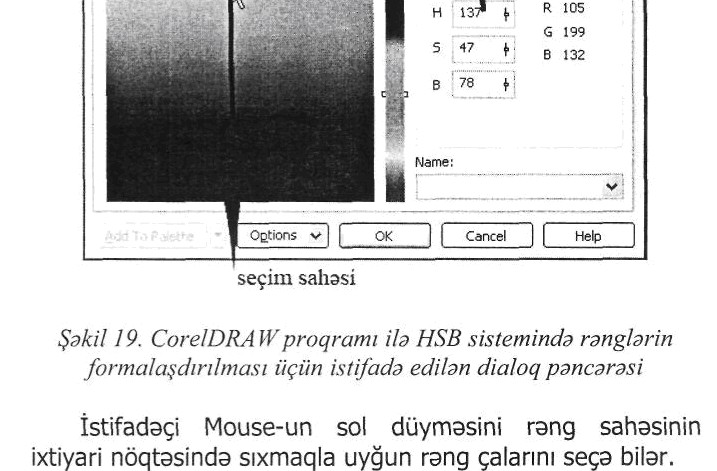 H 137 R 105
G 199
S 47 B 132
B 78
Name:
Add To Palette Options OK Cancel Help
seçim sahəsi
Şəkil 19. CorelDRAW proqramı ilə HSB sistemində rənglərin
formalaşdırılması üçün istifadə edilən dialoq pəncərəsi
İstifadəçi Mouse-un sol düyməsini rəng sahəsinin
ixtiyari nöqtəsində sıxmaqla uyğun rəng çalarını seçə bilər.